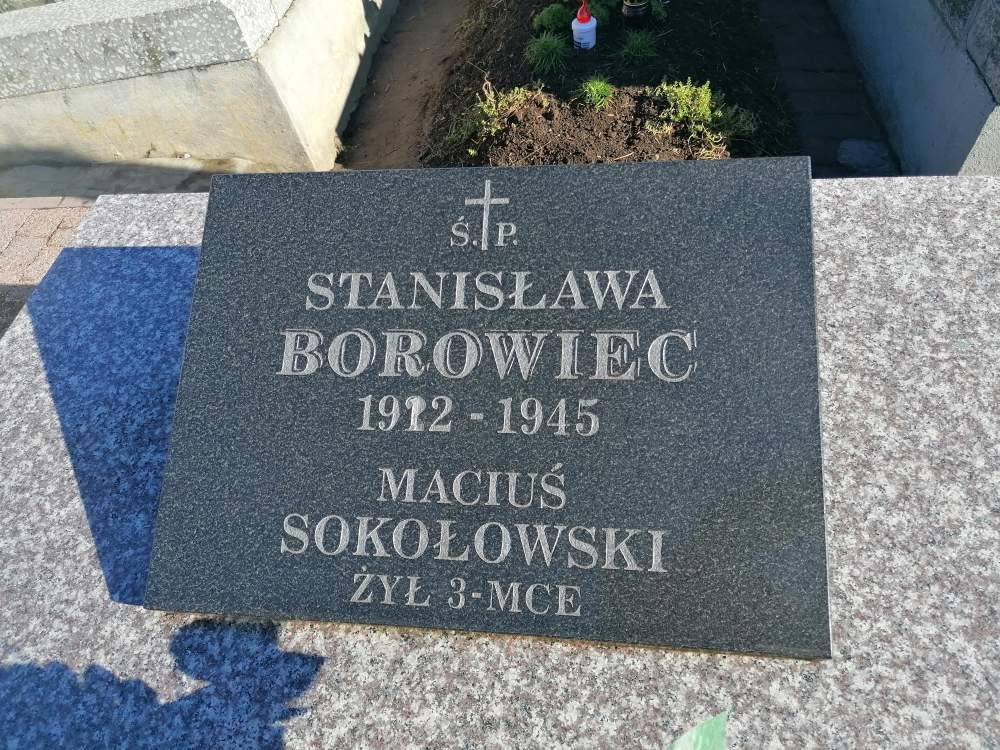 Ś. P.
STANISŁAWA
BOROWIEC
1912 - 1945
MACIUŚ
SOKOŁOWSKI
ŻYŁ 3-MCE